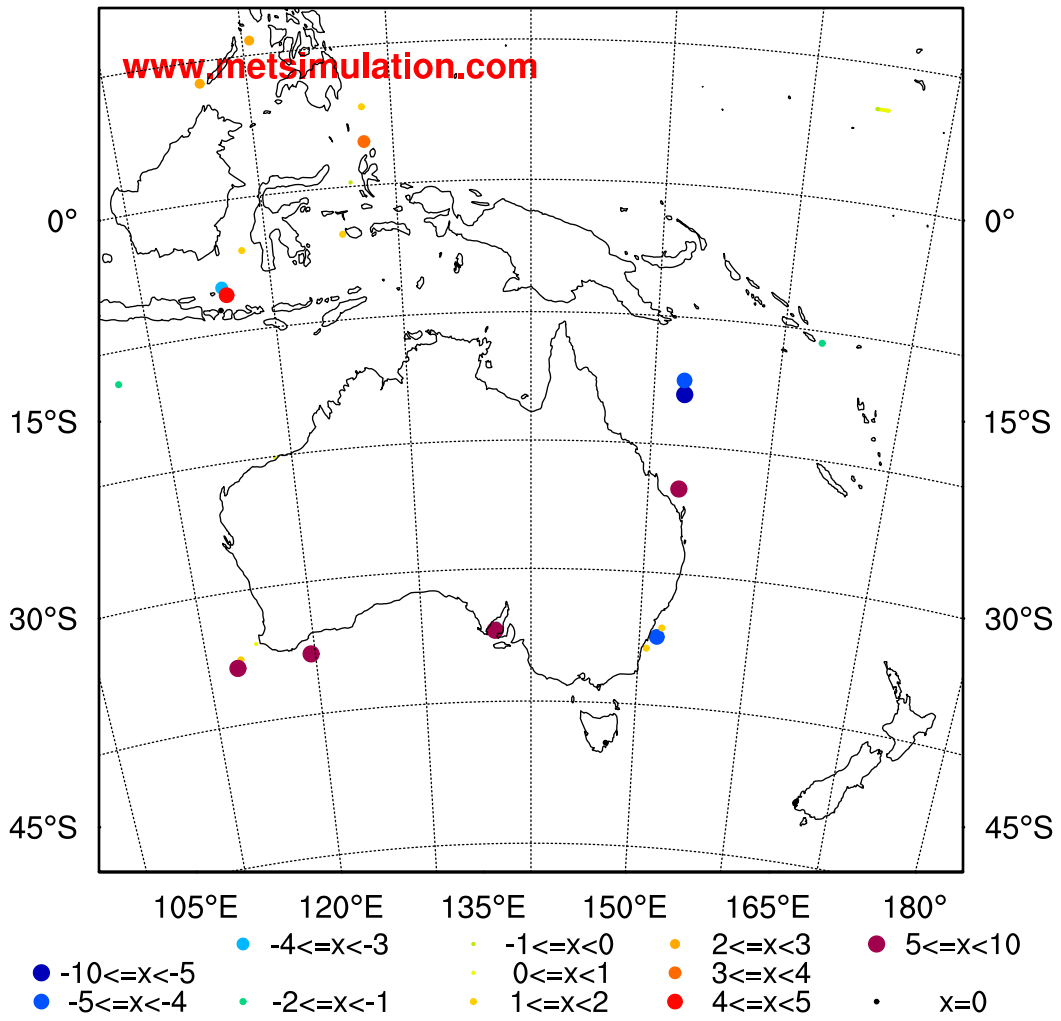 www.metsimulation.com
0° 0°
15°S 15°S
30°S 30°S
45°S 45°S
105°E 120°E 135°E 150°E 165°E 180°
-4<=x<-3 -1<=x<0 2<=x<3 5<=x<10
-10<=x<-5 0<=x<1 3<=x<4
-5<=x<-4 -2<=x<-1 1<=x<2 4<=x<5 x=0